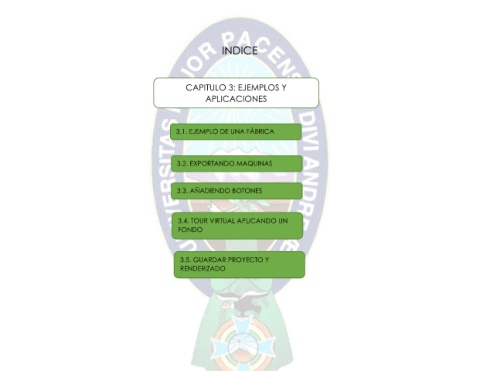 INDICE
CAPITULO 3: EJEMPLOS Y
APLICACIONES
3.1. EJEMPLO DE UNA FÁBRICA
3.2. EXPORTANDO MAQUINAS
3.3. AÑADIENDO BOTONES
3.4. TOUR VIRTUAL APLICANDO UN
FONDO
3.5. GUARDAR PROYECTO Y
RENDERIZADO